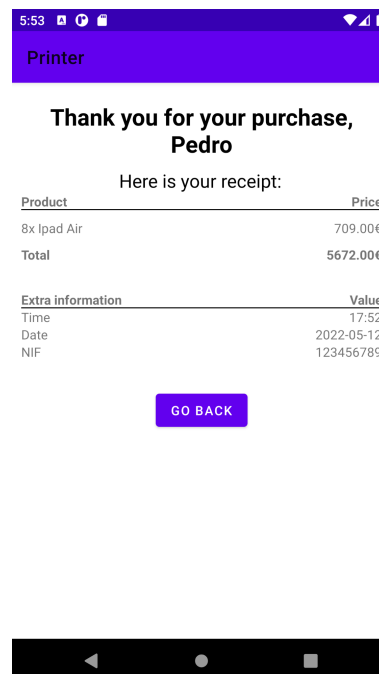 5:53
Printer
Thank you for your purchase,
Pedro
Here is your receipt:
Product Price
8x Ipad Air 709.00€
Total 5672.00€
Extra information Value
Time 17:52
Date 2022-05-12
NIF 123456789
GO BACK